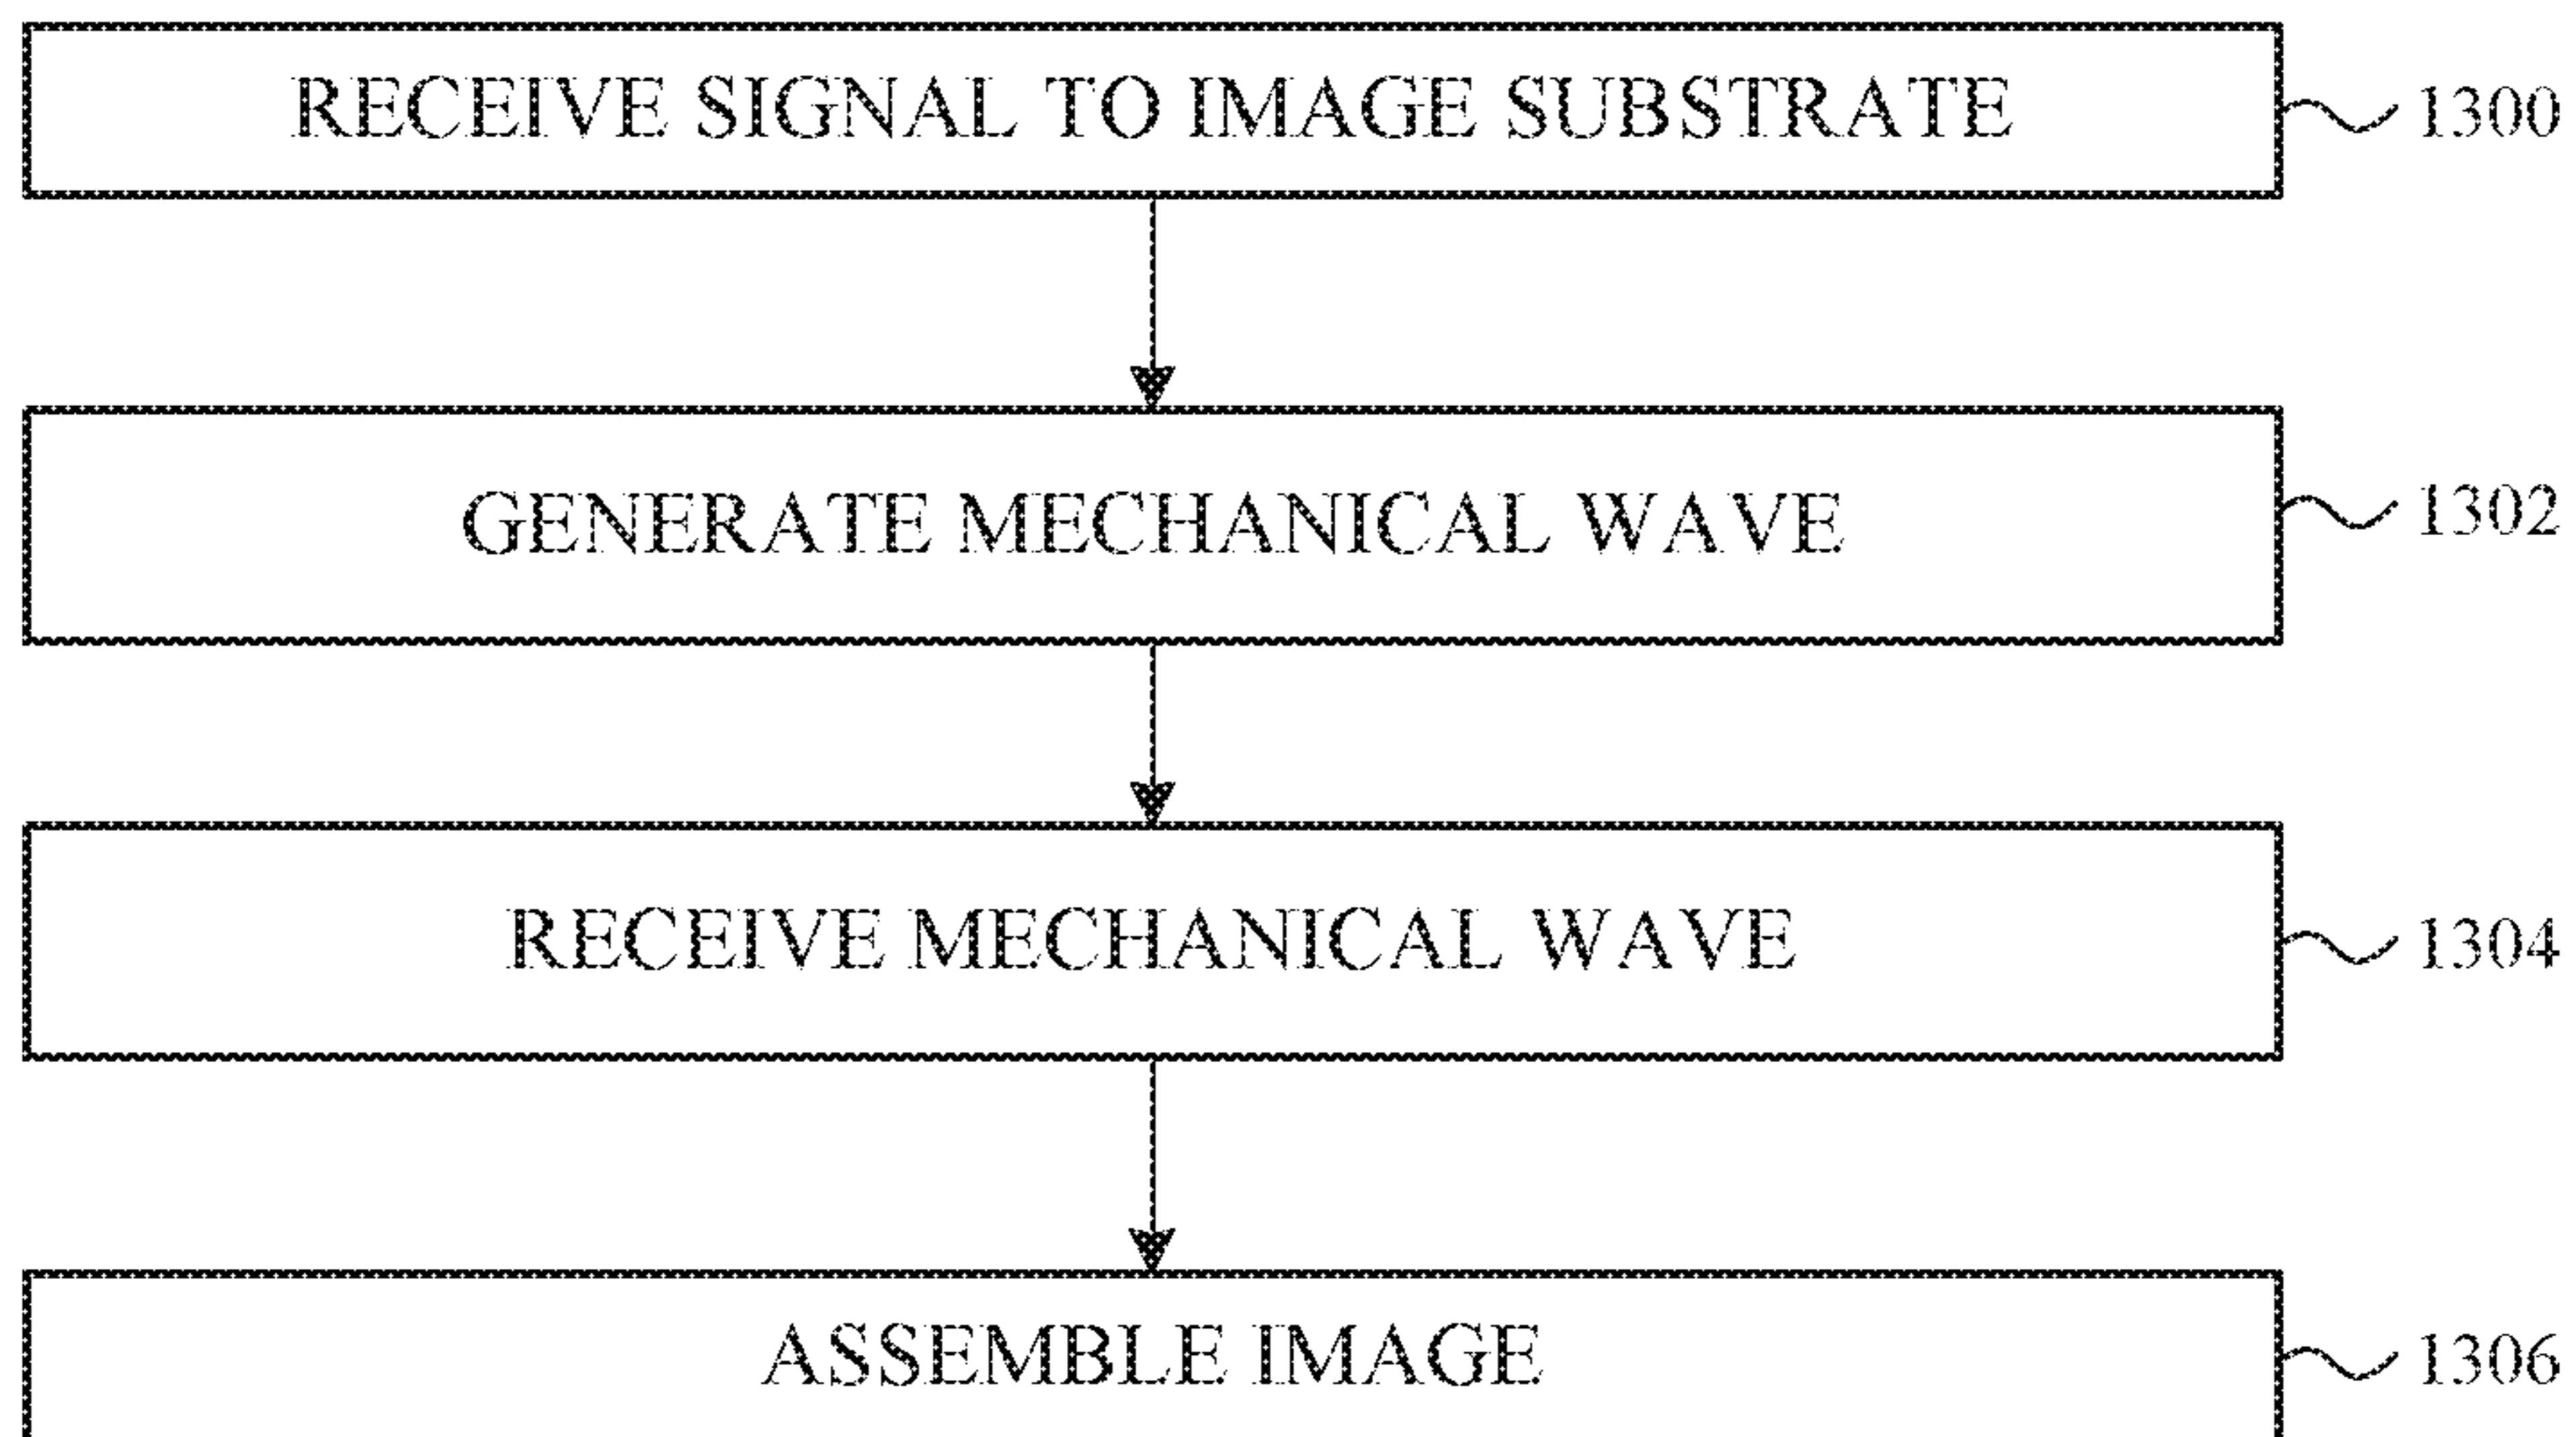 RECEIVE SIGNAL TO IMAGE SUBSTRATE 1300
GENERATE MECHANICAL WAVE 1302
RECEIVE MECHANICAL WAVE 1304
ASSEMBLE IMAGE 1306